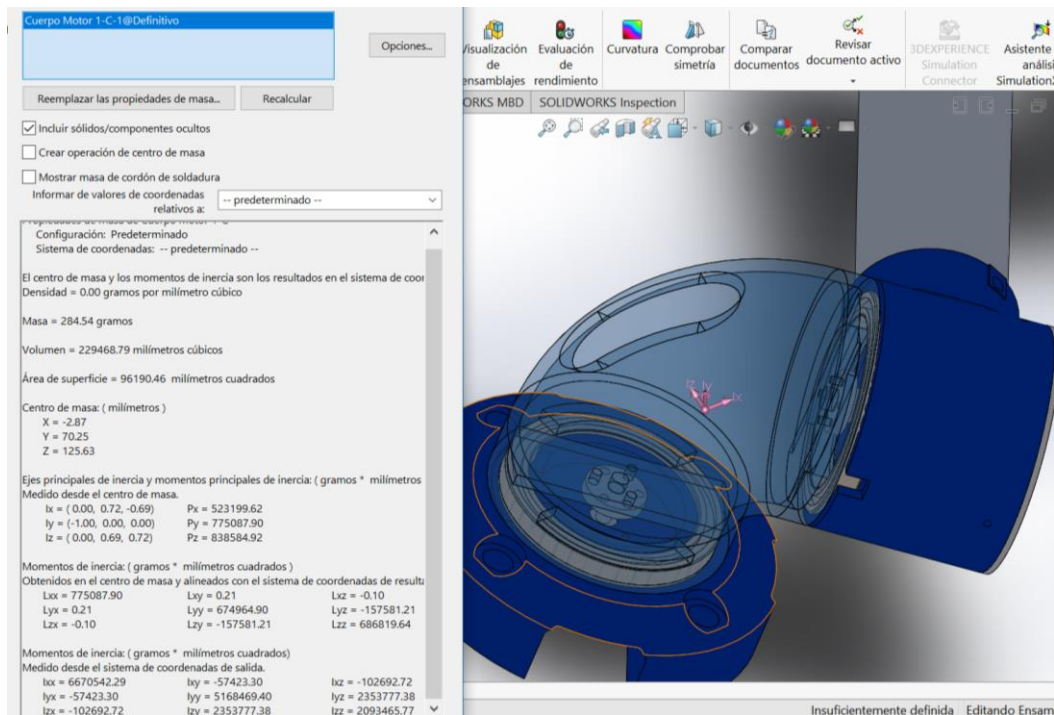 Cuerpo Motor 1-C-1@Definitivo
Opciones...
Reemplazar las propiedades de masa...
Recalcular
Incluir sólidos/componentes ocultos
Crear operación de centro de masa
Mostrar masa de cordón de soldadura
Informar de valores de coordenadas relativos a:
-- predeterminado --
Configuración: Predeterminado
Sistema de coordenadas: -- predeterminado --
El centro de masa y los momentos de inercia son los resultados en el sistema de coor
Densidad = 0.00 gramos por milímetro cúbico
Masa = 284.54 gramos
Volumen = 229468.79 milímetros cúbicos
Área de superficie = 96190.46 milímetros cuadrados
Centro de masa: ( milímetros )
X = -2.87
Y = 70.25
Z = 125.63
Ejes principales de inercia y momentos principales de inercia: ( gramos * milímetros
Medido desde el centro de masa.
Ix = ( 0.00, 0.72, -0.69) Px = 523199.62
Iy = (-1.00, 0.00, 0.00) Py = 775087.90
Iz = ( 0.00, 0.69, 0.72) Pz = 838584.92
Momentos de inercia: ( gramos * milímetros cuadrados )
Obtenidos en el centro de masa y alineados con el sistema de coordenadas de resulta
Lxx = 775087.90 Lxy = 0.21 Lxz = -0.10
Lyx = 0.21 Lyy = 674964.90 Lyz = -157581.21
Lzx = -0.10 Lzy = -157581.21 Lzz = 686819.64
Momentos de inercia: ( gramos * milímetros cuadrados)
Medido desde el sistema de coordenadas de salida.
Ixx = 6670542.29 Ixy = -57423.30 Ixz = -102692.72
Iyx = -57423.30 Iyy = 5168469.40 Iyz = 2353777.38
Izx = -102692.72 Izy = 2353777.38 Izz = 2093465.77
Visualización de ensamblajes
Evaluación de rendimiento
Curvatura
Comprobar simetría
Comparar documentos
Revisar documento activo
3DEXPERIENCE Simulation Connector
Asistente análisi SimulationX
ORKS MBD
SOLIDWORKS Inspection
Iz Iy Ix
Insuficientemente definida Editando Ensam